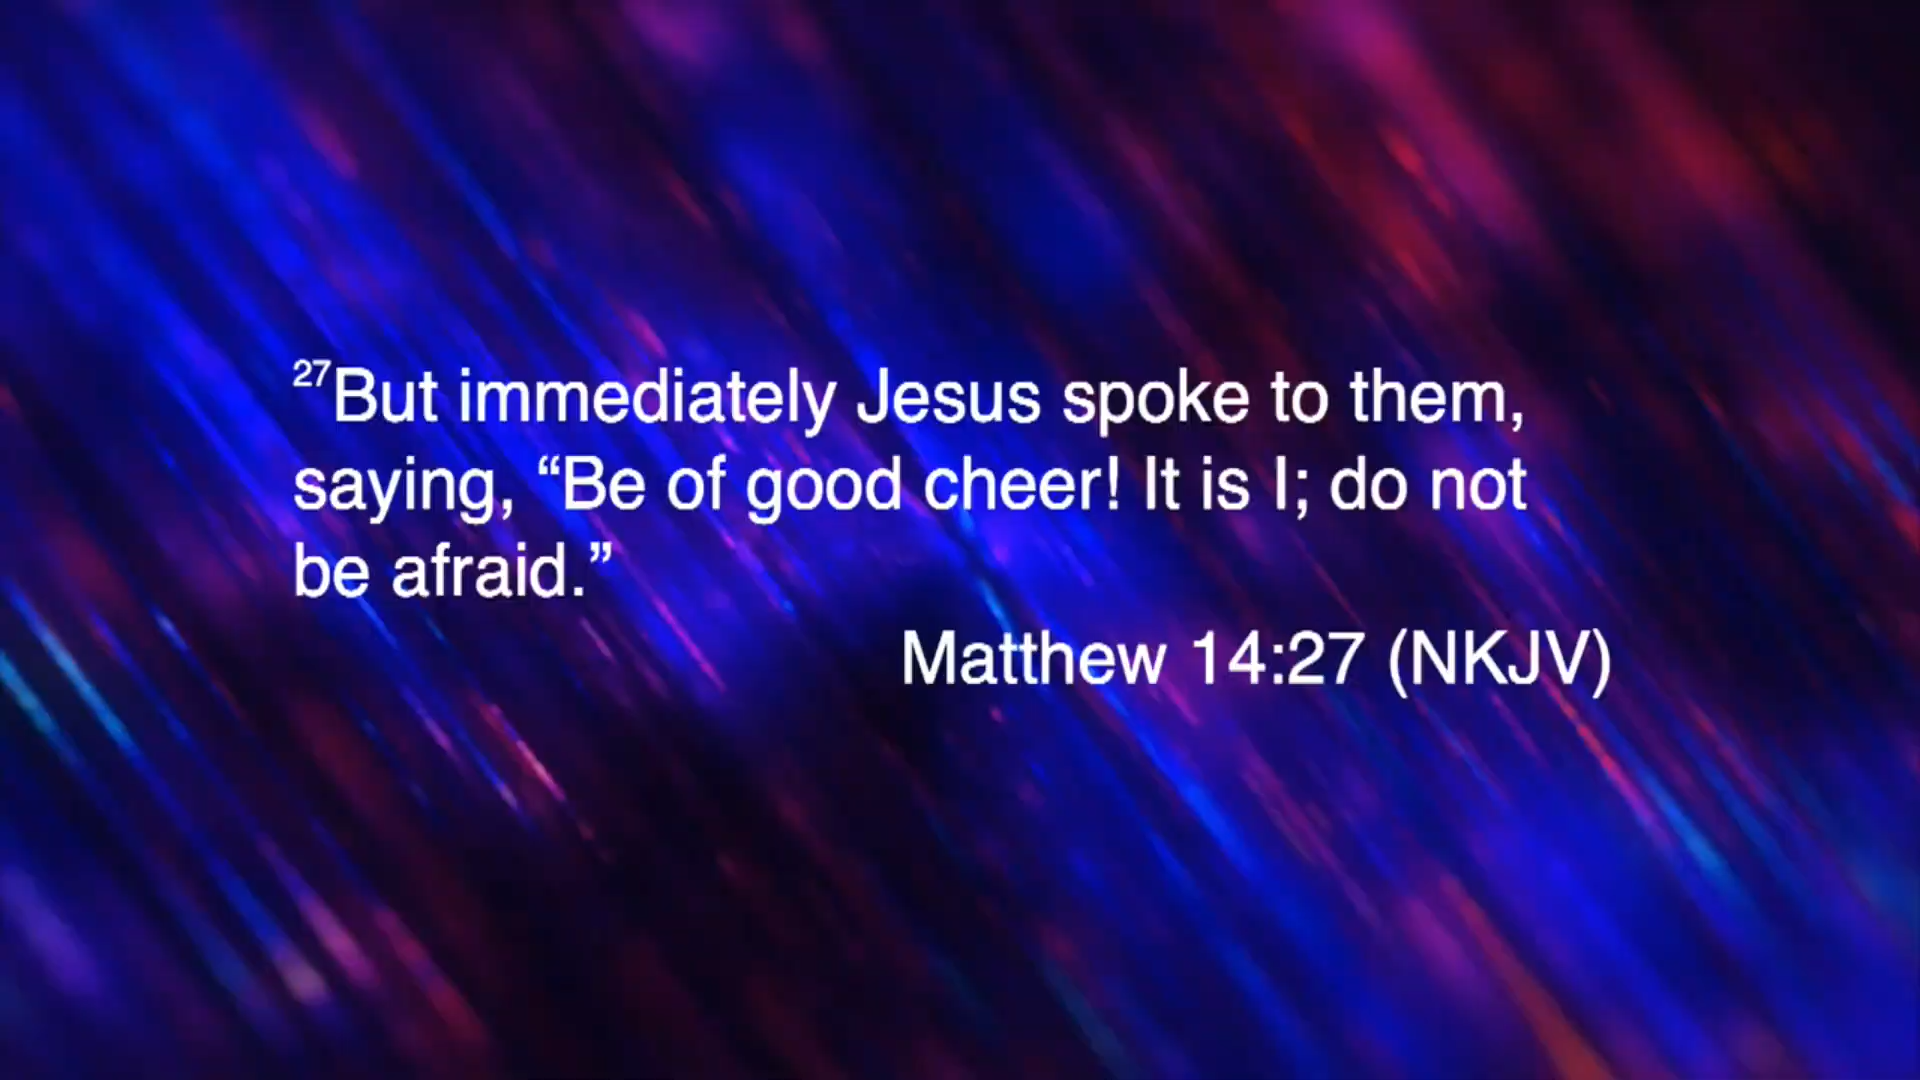 27But immediately Jesus spoke to them,
saying, “Be of good cheer! It is I; do not
be afraid.”
Matthew 14:27 (NKJV)